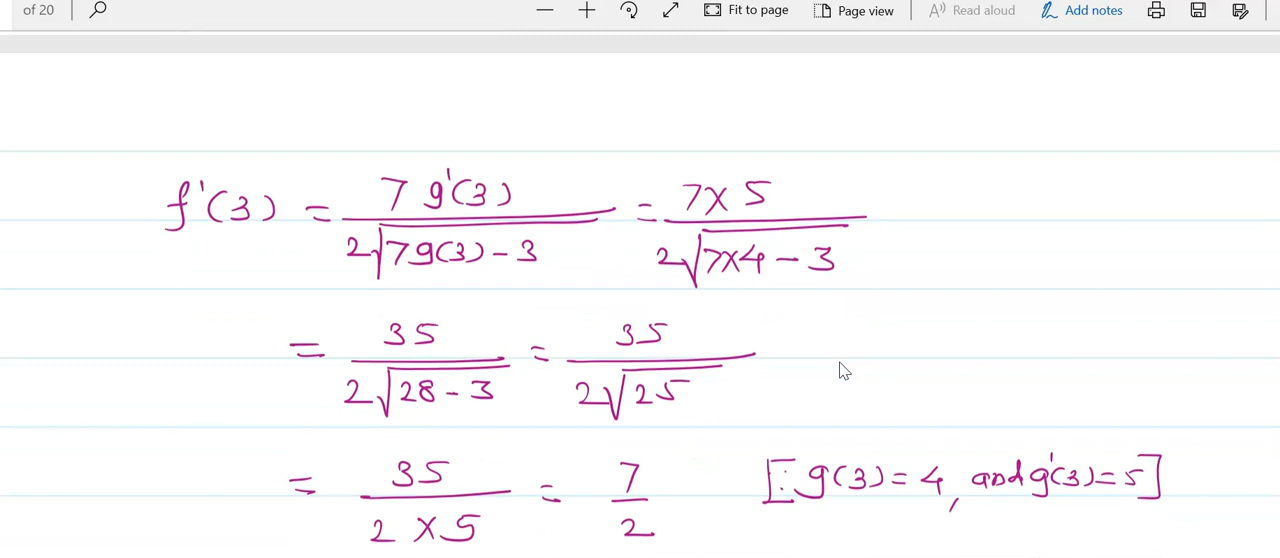 of 20 Fit to page Page view Read aloud Add notes
f'(3) = 7 g'(3) / 2√(7g(3) - 3) = 7 × 5 / 2√(7×4 - 3)
= 35 / 2√(28 - 3) = 35 / 2√25
= 35 / 2 × 5 = 7 / 2 [∵ g(3) = 4, and g'(3) = 5]